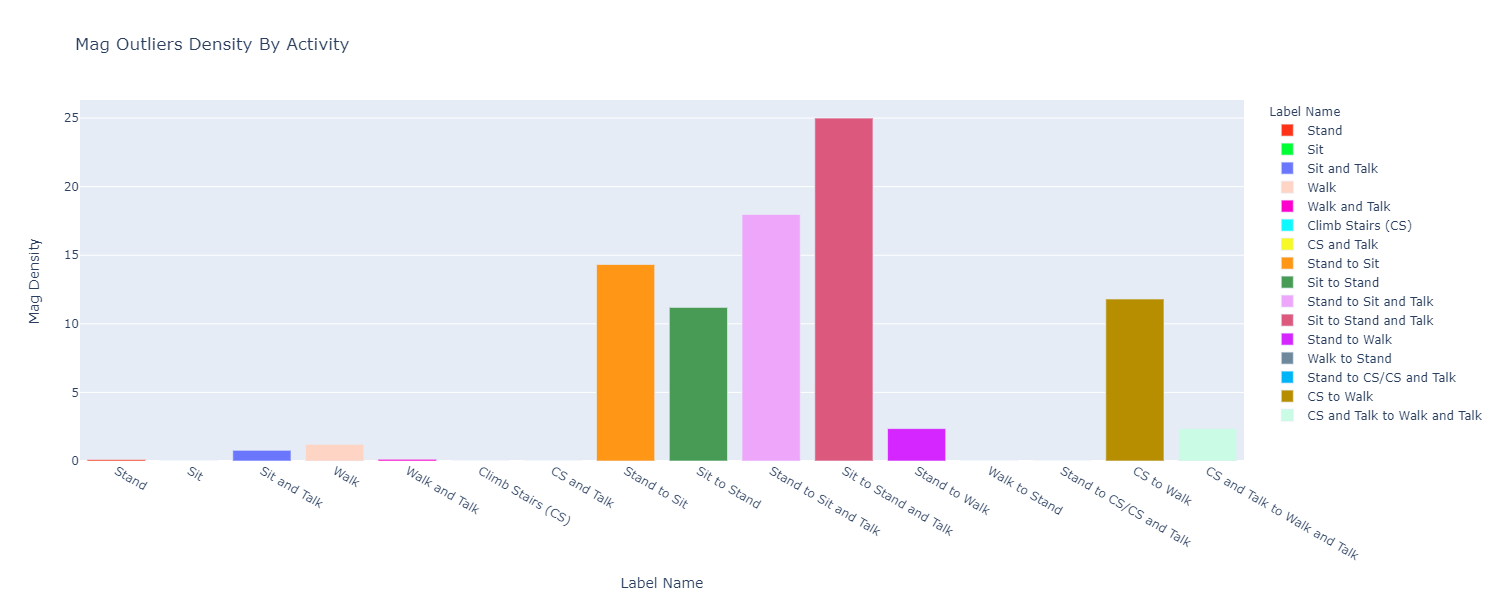 Mag Outliers Density By Activity
Mag Density
25
20
15
10
5
0
Stand
Sit
Sit and Talk
Walk
Walk and Talk
Climb Stairs (CS)
CS and Talk
Stand to Sit
Sit to Stand
Stand to Sit and Talk
Sit to Stand and Talk
Stand to Walk
Walk to Stand
Stand to CS/CS and Talk
CS to Walk
CS and Talk to Walk and Talk
Label Name
Label Name
Stand
Sit
Sit and Talk
Walk
Walk and Talk
Climb Stairs (CS)
CS and Talk
Stand to Sit
Sit to Stand
Stand to Sit and Talk
Sit to Stand and Talk
Stand to Walk
Walk to Stand
Stand to CS/CS and Talk
CS to Walk
CS and Talk to Walk and Talk